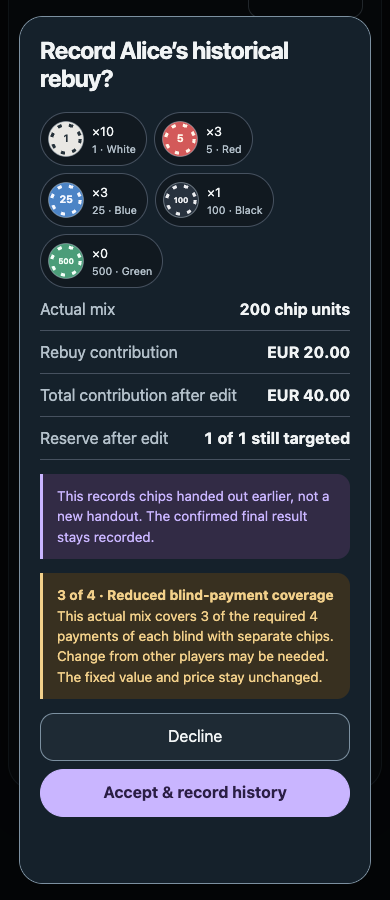 Record Alice’s historical
rebuy?
1
×10
1 · White
5
×3
5 · Red
25
×3
25 · Blue
100
×1
100 · Black
500
×0
500 · Green
Actual mix 200 chip units
Rebuy contribution EUR 20.00
Total contribution after edit EUR 40.00
Reserve after edit 1 of 1 still targeted
This records chips handed out earlier, not a
new handout. The confirmed final result
stays recorded.
3 of 4 · Reduced blind-payment coverage
This actual mix covers 3 of the required 4
payments of each blind with separate chips.
Change from other players may be needed.
The fixed value and price stay unchanged.
Decline
Accept & record history